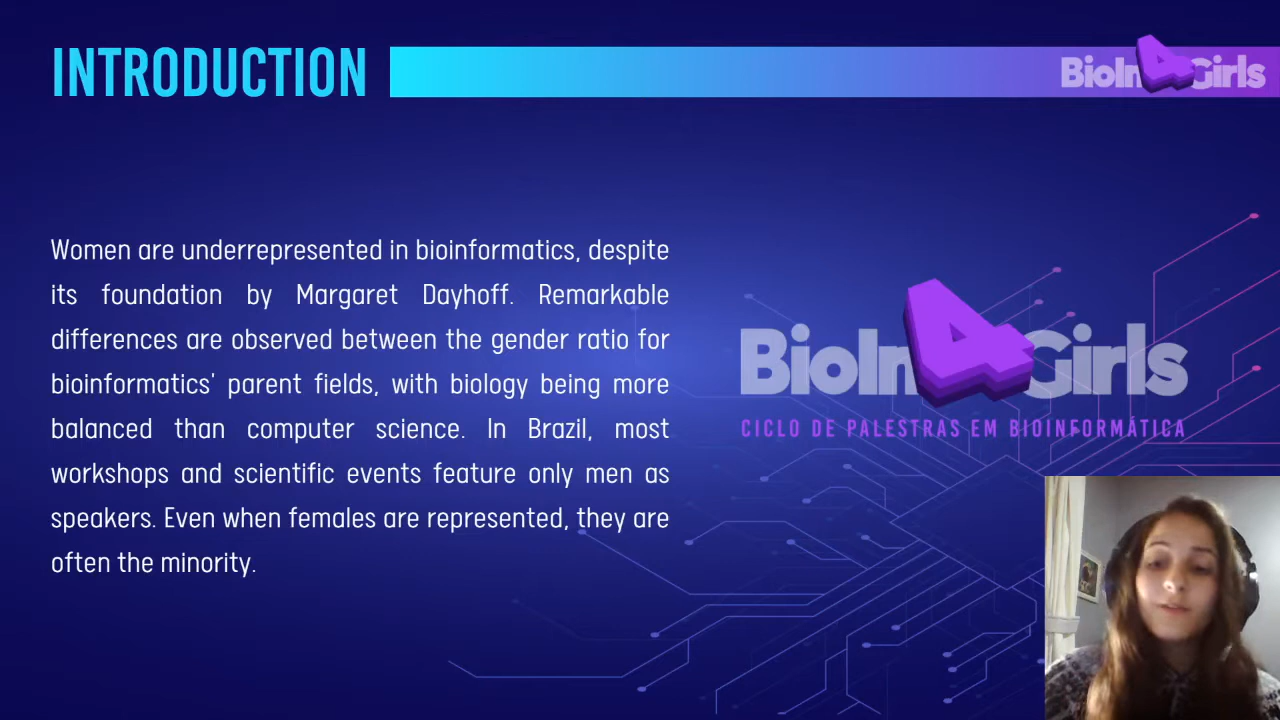 INTRODUCTION
BioIn4Girls
Women are underrepresented in bioinformatics, despite
its foundation by Margaret Dayhoff. Remarkable
differences are observed between the gender ratio for
bioinformatics' parent fields, with biology being more
balanced than computer science. In Brazil, most
workshops and scientific events feature only men as
speakers. Even when females are represented, they are
often the minority.
BioIn4Girls
CICLO DE PALESTRAS EM BIOINFORMÁTICA